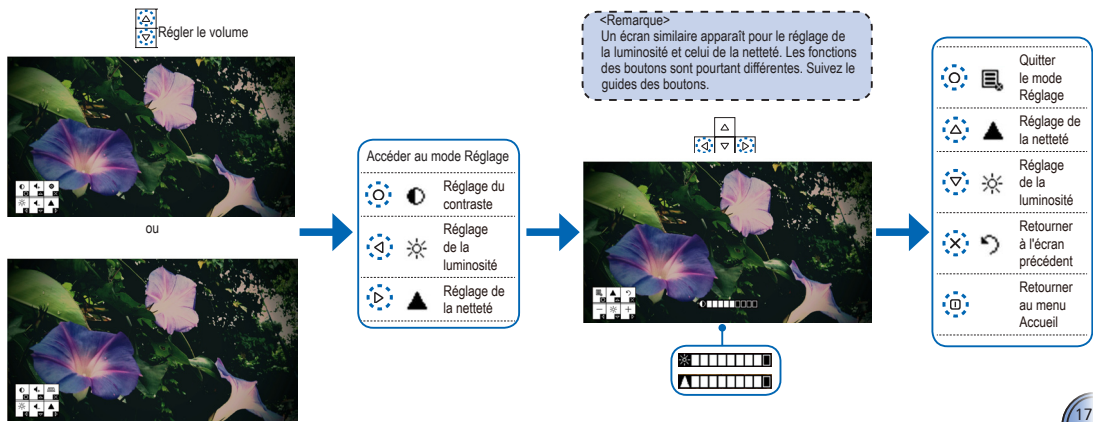 Régler le volume
ou
Accéder au mode Réglage
Réglage du
contraste
Réglage
de la
luminosité
Réglage de
la netteté
<Remarque>
Un écran similaire apparaît pour le réglage de
la luminosité et celui de la netteté. Les fonctions
des boutons sont pourtant différentes. Suivez le
guides des boutons.
Quitter
le mode
Réglage
Réglage de
la netteté
Réglage
de la
luminosité
Retourner
à l'écran
précédent
Retourner
au menu
Accueil
17